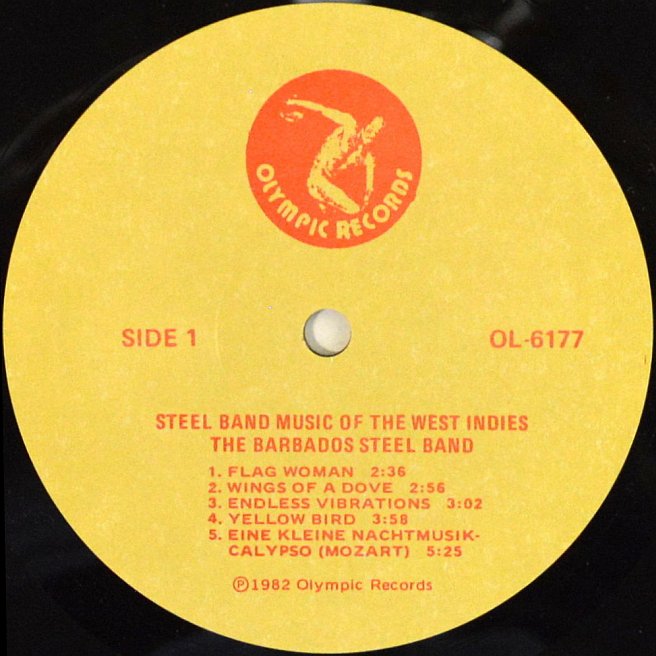 OLYMPIC RECORDS
SIDE 1
OL-6177
STEEL BAND MUSIC OF THE WEST INDIES
THE BARBADOS STEEL BAND
1. FLAG WOMAN 2:36
2. WINGS OF A DOVE 2:56
3. ENDLESS VIBRATIONS 3:02
4. YELLOW BIRD 3:58
5. EINE KLEINE NACHTMUSIK-
CALYPSO (MOZART) 5:25
℗1982 Olympic Records